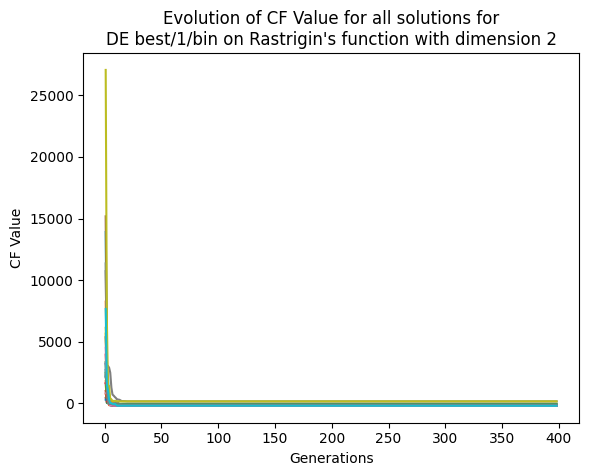 Evolution of CF Value for all solutions for
DE best/1/bin on Rastrigin's function with dimension 2
25000
20000
15000
10000
5000
0
CF Value
0 50 100 150 200 250 300 350 400
Generations